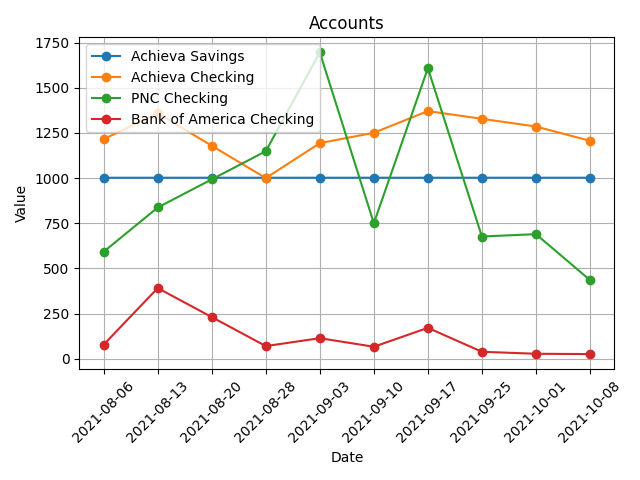 Accounts
1750
1500
1250
1000
750
500
250
0
Value
Achieva Savings
Achieva Checking
PNC Checking
Bank of America Checking
2021-08-06
2021-08-13
2021-08-20
2021-08-28
2021-09-03
2021-09-10
2021-09-17
2021-09-25
2021-10-01
2021-10-08
Date